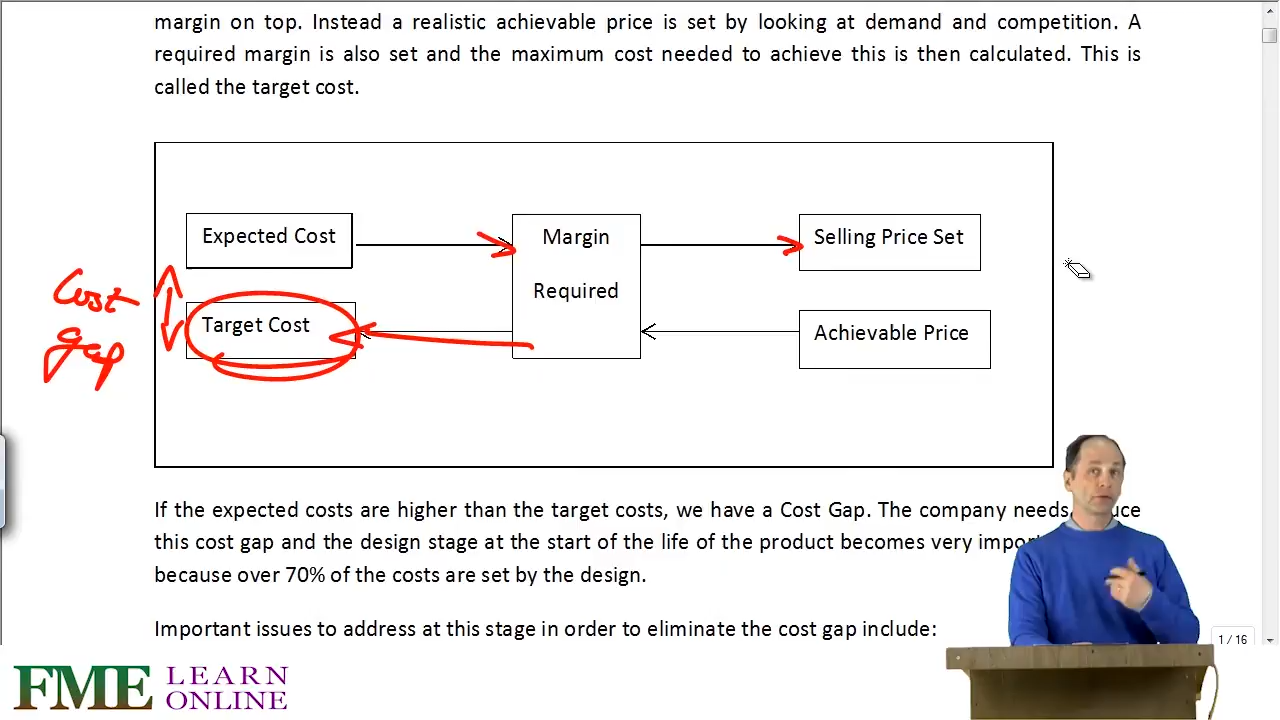 margin on top. Instead a realistic achievable price is set by looking at demand and competition. A
required margin is also set and the maximum cost needed to achieve this is then calculated. This is
called the target cost.
Expected Cost
Margin
Required
Selling Price Set
Cost
gap
Target Cost
Achievable Price
If the expected costs are higher than the target costs, we have a Cost Gap. The company needs
this cost gap and the design stage at the start of the life of the product becomes very
because over 70% of the costs are set by the design.
Important issues to address at this stage in order to eliminate the cost gap include:
1 / 16
FME LEARN
ONLINE